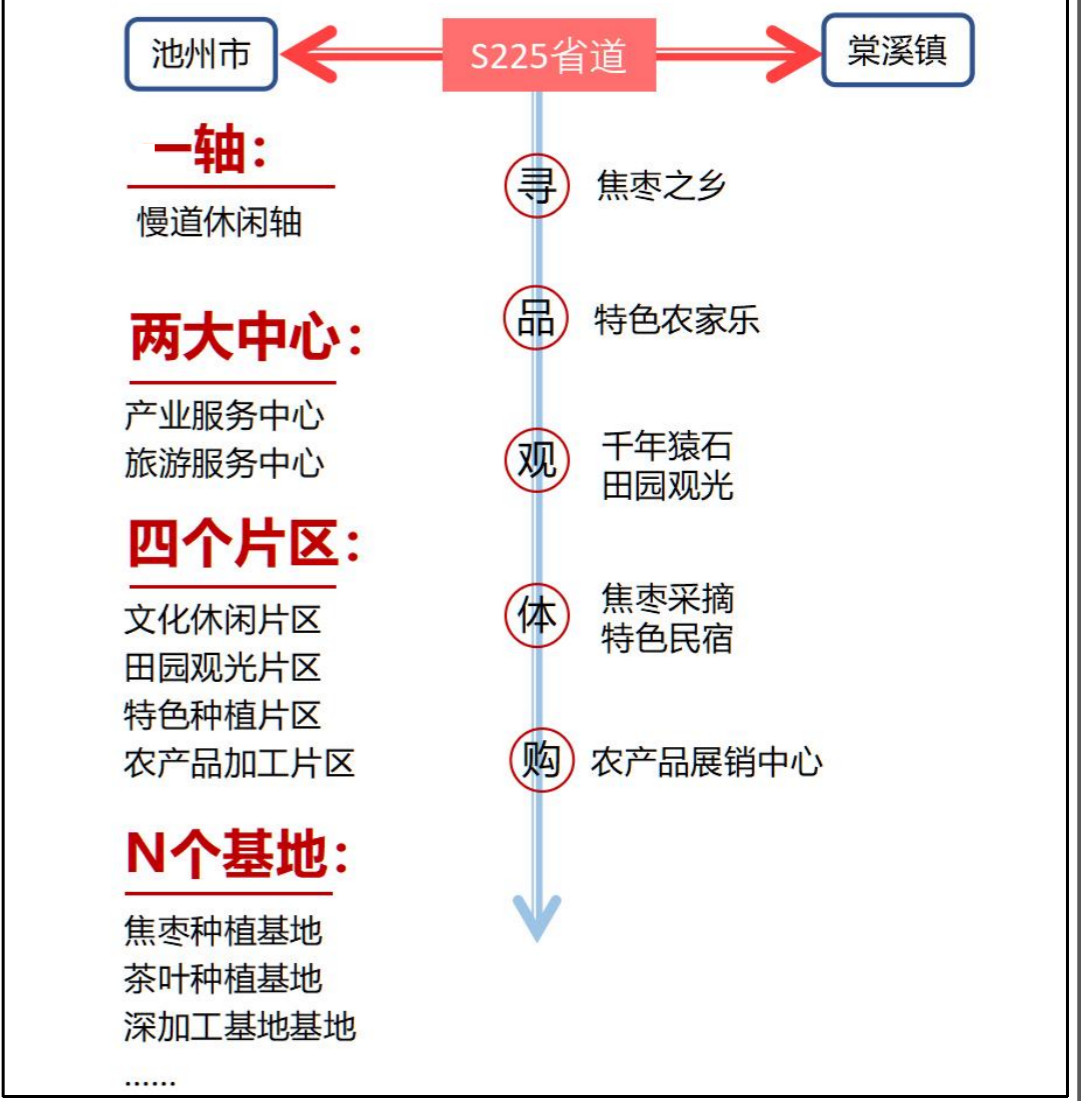 池州市
S225省道
棠溪镇
一轴：
慢道休闲轴
两大中心：
产业服务中心
旅游服务中心
四个片区：
文化休闲片区
田园观光片区
特色种植片区
农产品加工片区
N个基地：
焦枣种植基地
茶叶种植基地
深加工基地基地
......
寻
焦枣之乡
品
特色农家乐
观
千年猿石
田园观光
体
焦枣采摘
特色民宿
购
农产品展销中心